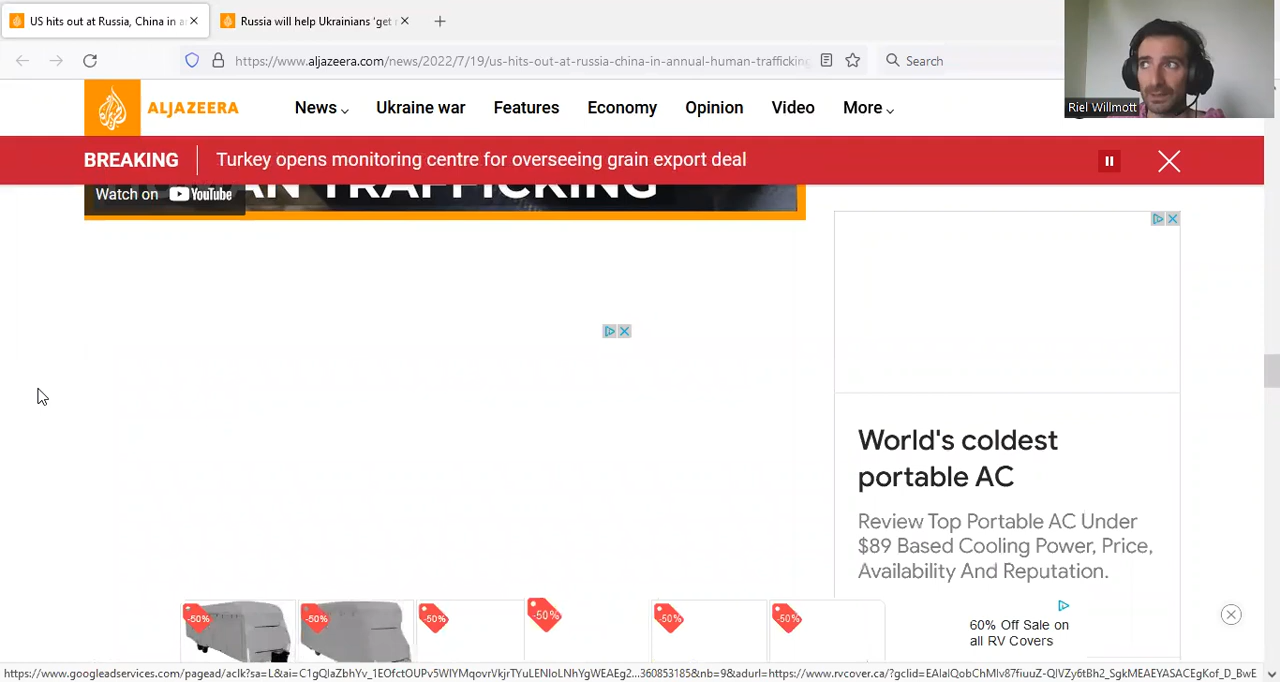 US hits out at Russia, China in a
Russia will help Ukrainians 'get
https://www.aljazeera.com/news/2022/7/19/us-hits-out-at-russia-china-in-annual-human-trafficking
Search
Riel Willmott
ALJAZEERA
News
Ukraine war
Features
Economy
Opinion
Video
More
BREAKING
Turkey opens monitoring centre for overseeing grain export deal
AN TRAFFICKING
Watch on YouTube
World's coldest
portable AC
Review Top Portable AC Under
$89 Based Cooling Power, Price,
Availability And Reputation.
-50%
-50%
-50%
-50%
-50%
-50%
60% Off Sale on
all RV Covers